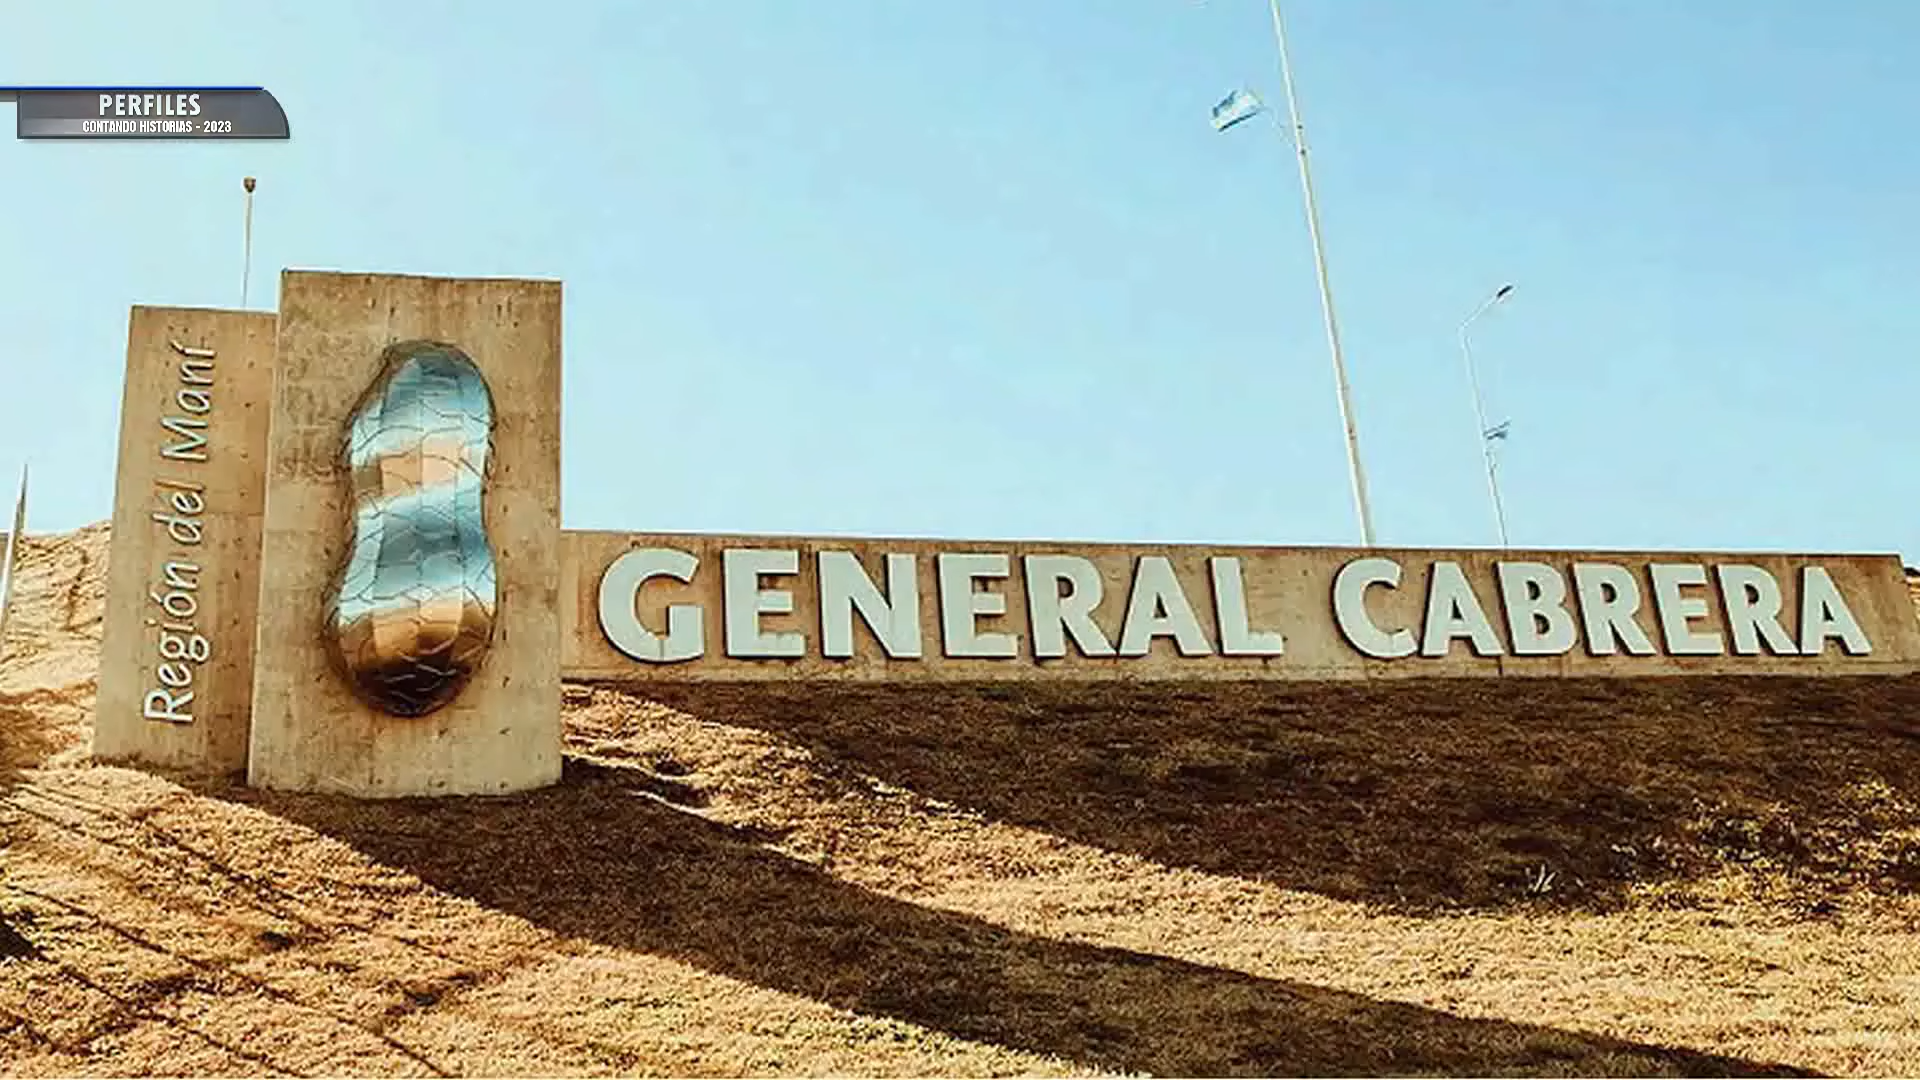 PERFILES
CONTANDO HISTORIAS - 2023
Región del Maní
GENERAL CABRERA